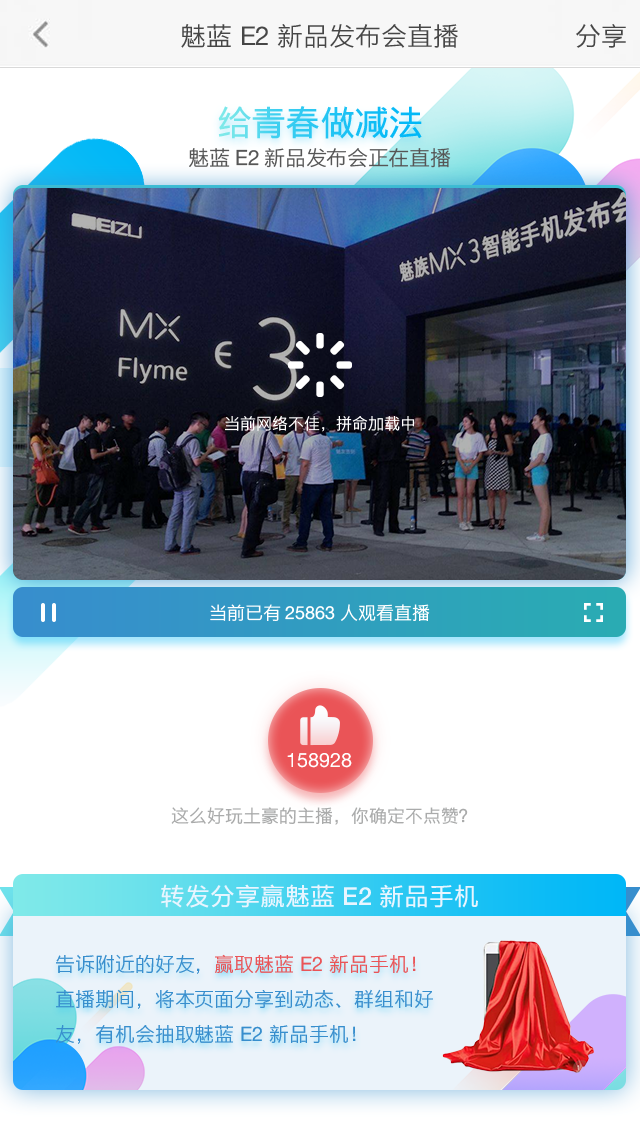 魅蓝 E2 新品发布会直播
分享
给青春做减法
魅蓝 E2 新品发布会正在直播
MEIZU
魅族MX3智能手机发布会
MX
Flyme
ϵ 3
当前网络不佳，拼命加载中
当前已有 25863 人观看直播
158928
这么好玩土豪的主播，你确定不点赞?
转发分享赢魅蓝 E2 新品手机
告诉附近的好友，赢取魅蓝 E2 新品手机！
直播期间，将本页面分享到动态、群组和好
友，有机会抽取魅蓝 E2 新品手机！